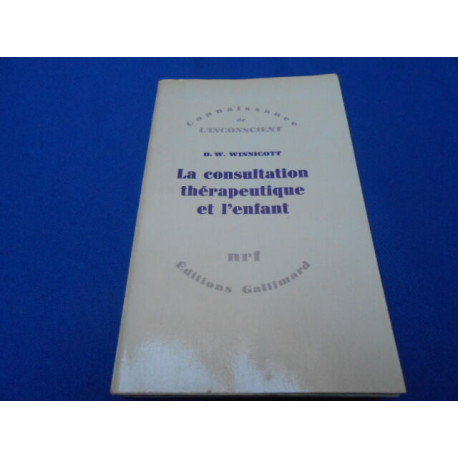 Connaissance
de
L'INCONSCIENT
D. W. WINNICOTT
La consultation
thérapeutique
et l'enfant
nrf
Éditions Gallimard